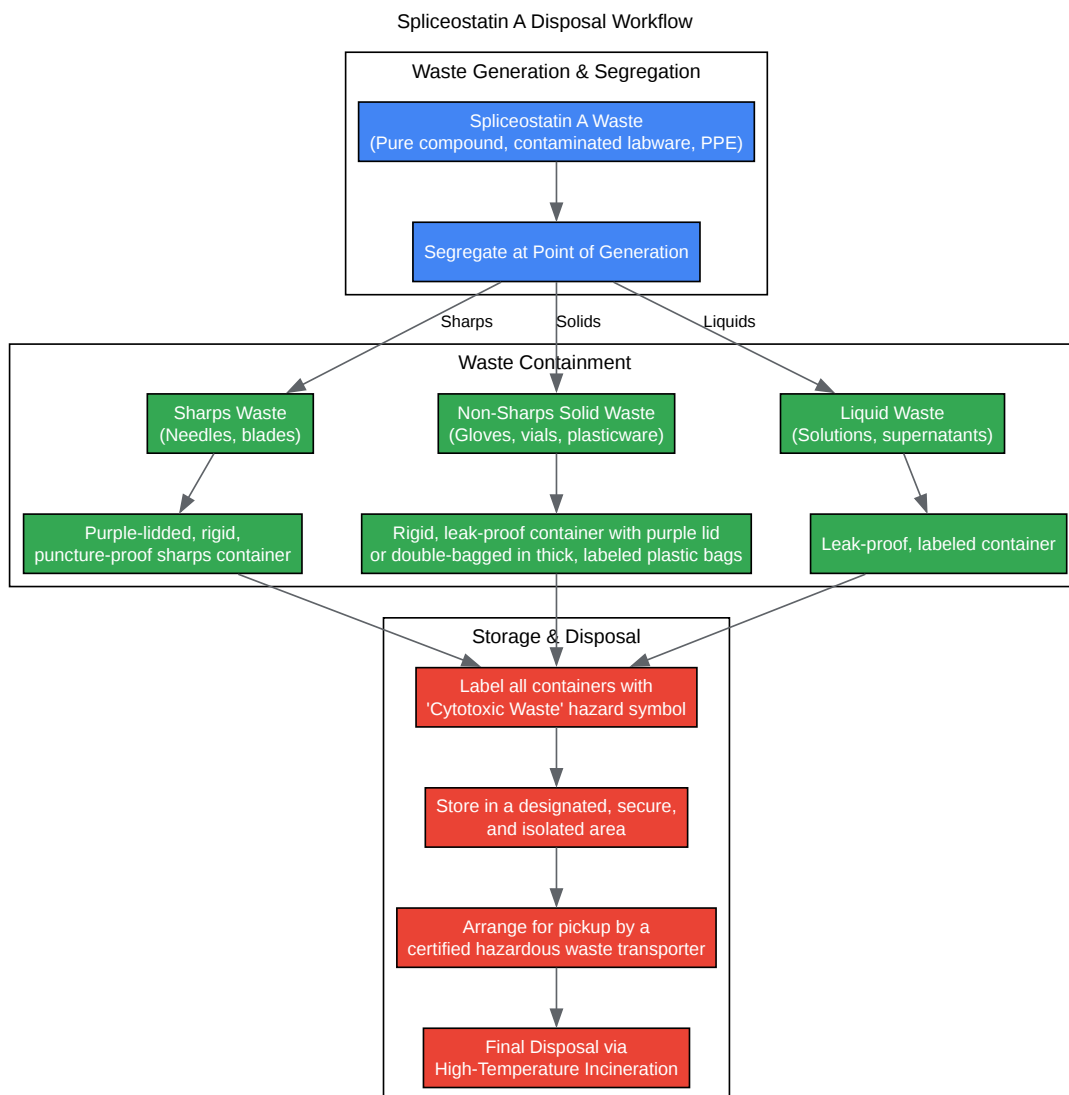 Spliceostatin A Disposal Workflow
Waste Generation & Segregation
Spliceostatin A Waste
(Pure compound, contaminated labware, PPE)
Segregate at Point of Generation
Sharps
Solids
Liquids
Waste Containment
Sharps Waste
(Needles, blades)
Non-Sharps Solid Waste
(Gloves, vials, plasticware)
Liquid Waste
(Solutions, supernatants)
Purple-lidded, rigid,
puncture-proof sharps container
Rigid, leak-proof container with purple lid
or double-bagged in thick, labeled plastic bags
Leak-proof, labeled container
Storage & Disposal
Label all containers with
'Cytotoxic Waste' hazard symbol
Store in a designated, secure,
and isolated area
Arrange for pickup by a
certified hazardous waste transporter
Final Disposal via
High-Temperature Incineration